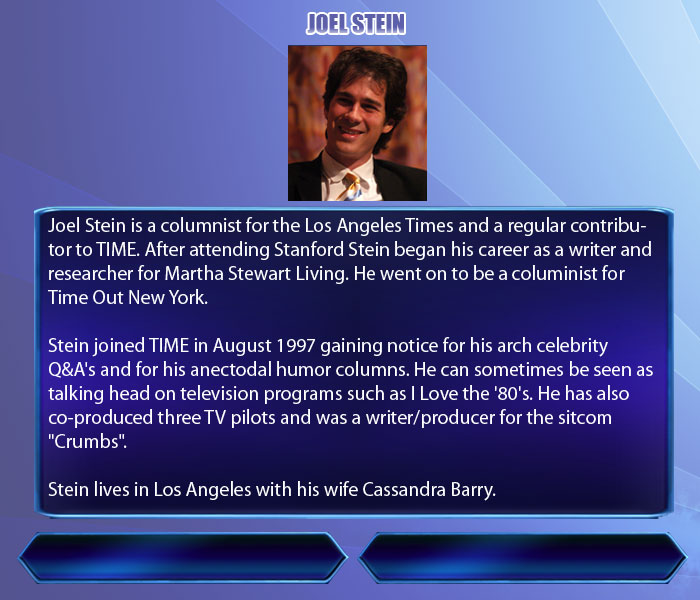 JOEL STEIN
Joel Stein is a columnist for the Los Angeles Times and a regular contribu-
tor to TIME. After attending Stanford Stein began his career as a writer and
researcher for Martha Stewart Living. He went on to be a columinist for
Time Out New York.
Stein joined TIME in August 1997 gaining notice for his arch celebrity
Q&A's and for his anectodal humor columns. He can sometimes be seen as
talking head on television programs such as I Love the '80's. He has also
co-produced three TV pilots and was a writer/producer for the sitcom
"Crumbs".
Stein lives in Los Angeles with his wife Cassandra Barry.